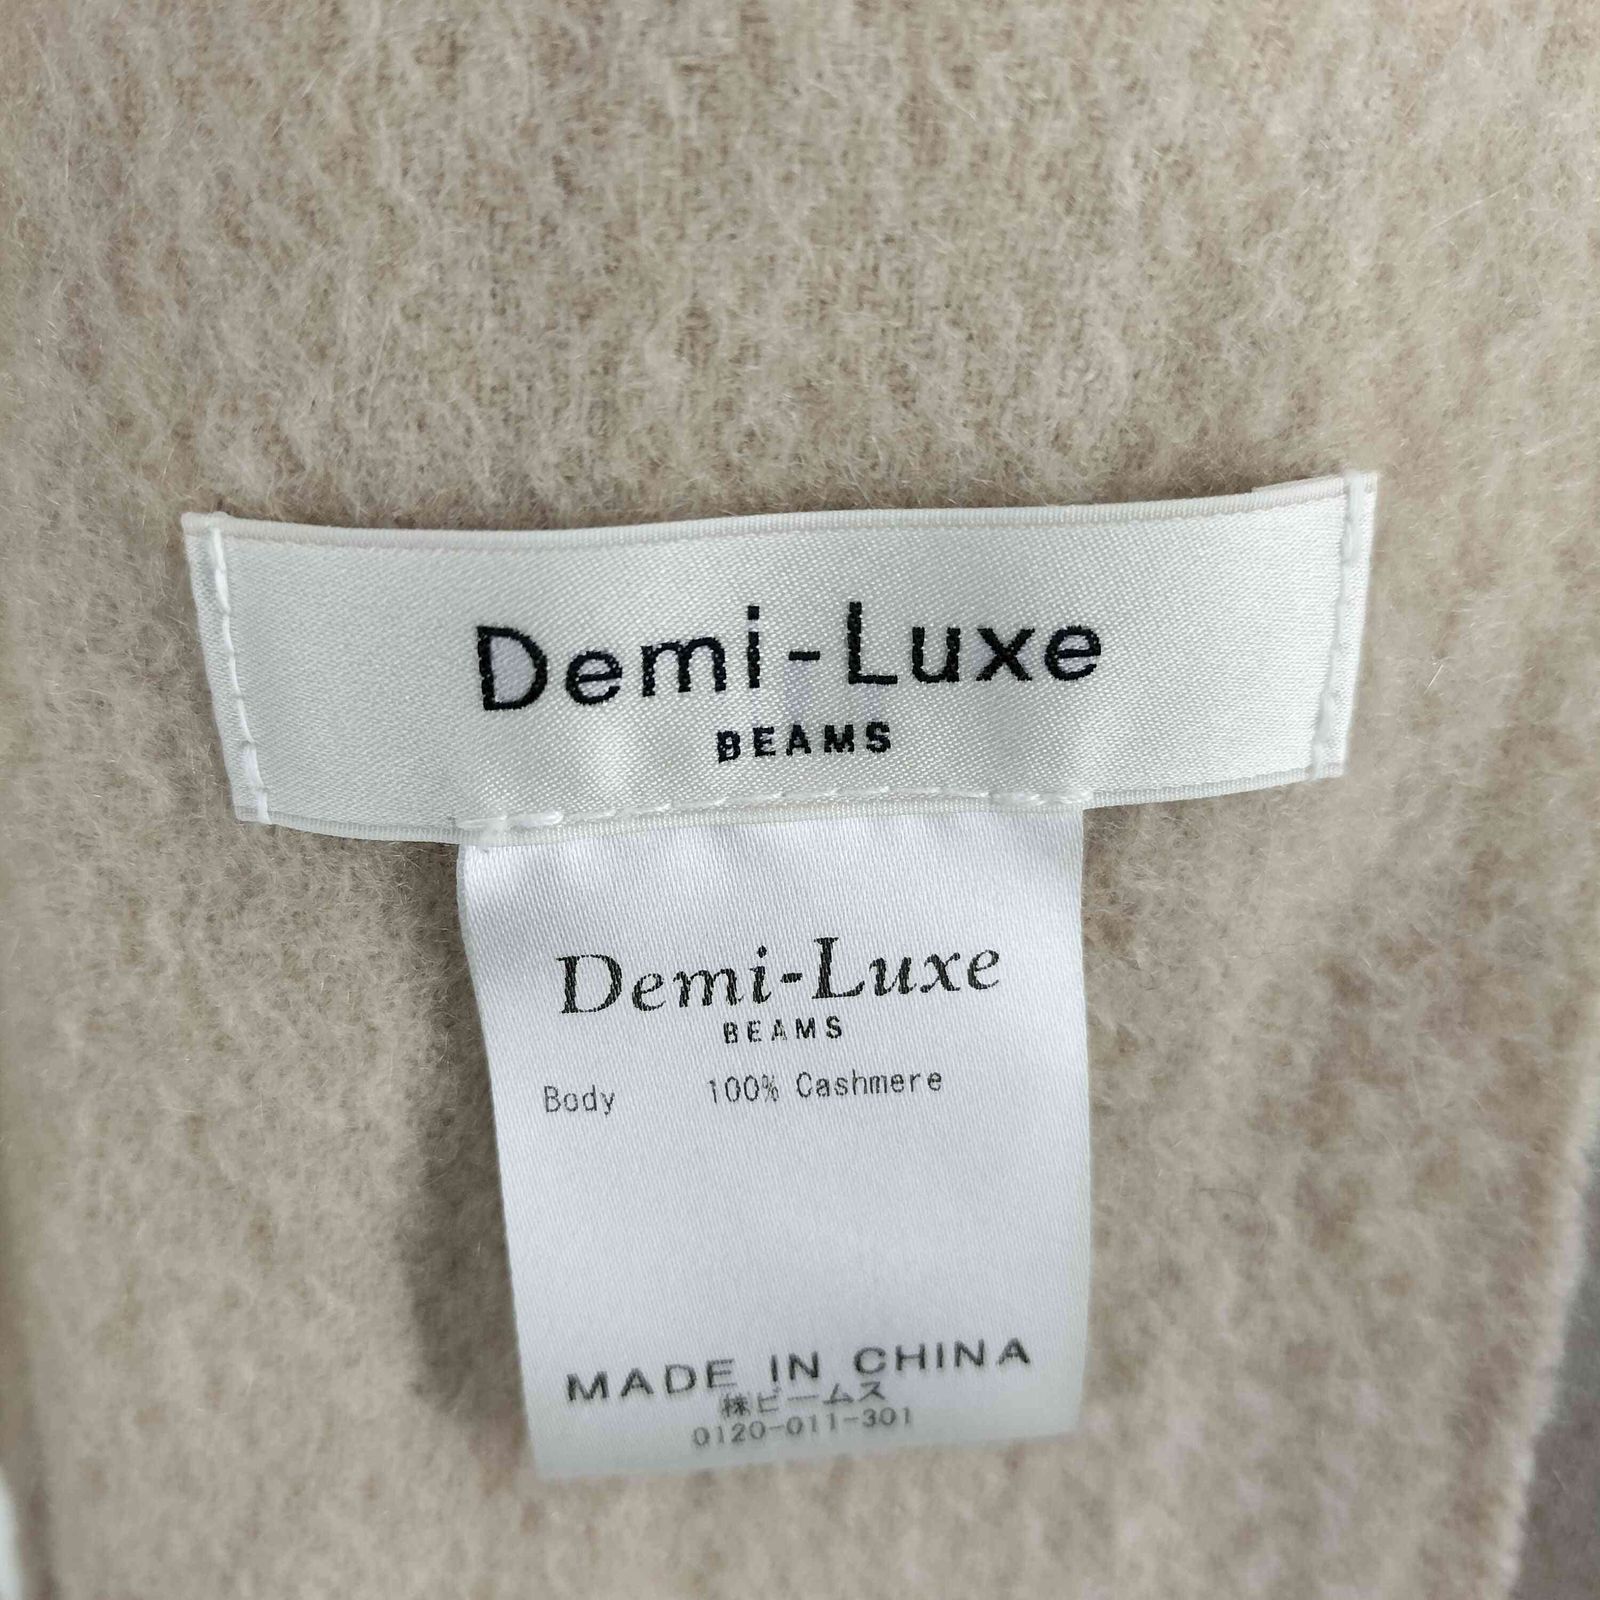 Demi-Luxe
BEAMS
Demi-Luxe
BEAMS
Body 100% Cashmere
MADE IN CHINA
㈱ビームス
0120-011-301